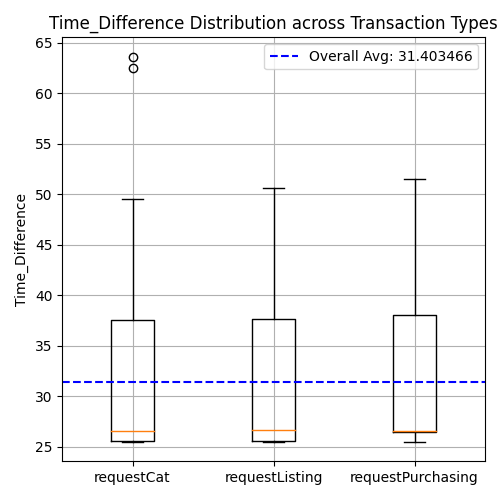 Time_Difference Distribution across Transaction Types
Overall Avg: 31.403466
Time_Difference
65
60
55
50
45
40
35
30
25
requestCat
requestListing
requestPurchasing